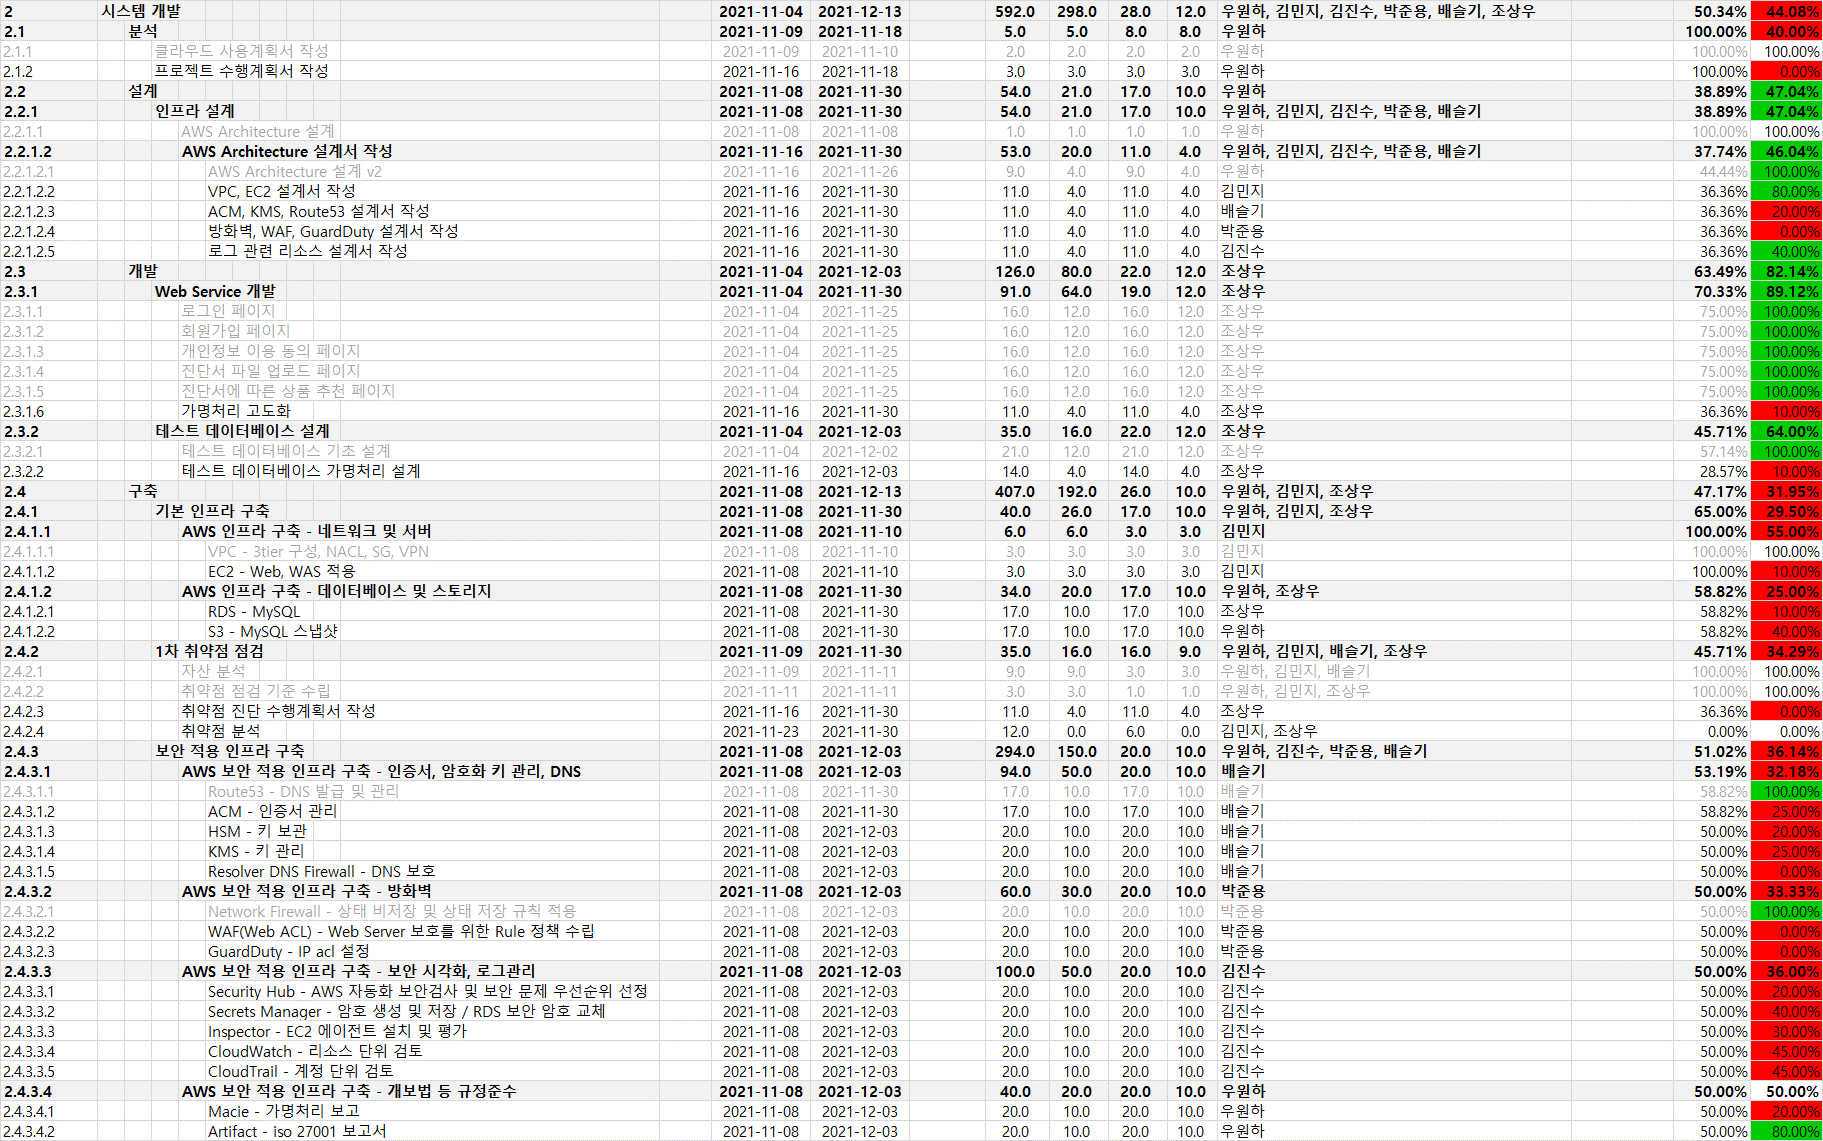 2 시스템 개발 2021-11-04 2021-12-13 592.0 298.0 28.0 12.0 우원하, 김민지, 김진수, 박준용, 배슬기, 조상우 50.34% 44.08%
2.1 분석 2021-11-09 2021-11-18 5.0 5.0 8.0 8.0 우원하 100.00% 40.00%
2.1.1 클라우드 사용계획서 작성 2021-11-09 2021-11-10 2.0 2.0 2.0 2.0 우원하 100.00% 100.00%
2.1.2 프로젝트 수행계획서 작성 2021-11-16 2021-11-18 3.0 3.0 3.0 3.0 우원하 100.00% 0.00%
2.2 설계 2021-11-08 2021-11-30 54.0 21.0 17.0 10.0 우원하 38.89% 47.04%
2.2.1 인프라 설계 2021-11-08 2021-11-30 54.0 21.0 17.0 10.0 우원하, 김민지, 김진수, 박준용, 배슬기 38.89% 47.04%
2.2.1.1 AWS Architecture 설계 2021-11-08 2021-11-08 1.0 1.0 1.0 1.0 우원하 100.00% 100.00%
2.2.1.2 AWS Architecture 설계서 작성 2021-11-16 2021-11-30 53.0 20.0 11.0 4.0 우원하, 김민지, 김진수, 박준용, 배슬기 37.74% 46.04%
2.2.1.2.1 AWS Architecture 설계 v2 2021-11-16 2021-11-26 9.0 4.0 9.0 4.0 우원하 44.44% 100.00%
2.2.1.2.2 VPC, EC2 설계서 작성 2021-11-16 2021-11-30 11.0 4.0 11.0 4.0 김민지 36.36% 80.00%
2.2.1.2.3 ACM, KMS, Route53 설계서 작성 2021-11-16 2021-11-30 11.0 4.0 11.0 4.0 배슬기 36.36% 20.00%
2.2.1.2.4 방화벽, WAF, GuardDuty 설계서 작성 2021-11-16 2021-11-30 11.0 4.0 11.0 4.0 박준용 36.36% 0.00%
2.2.1.2.5 로그 관련 리소스 설계서 작성 2021-11-16 2021-11-30 11.0 4.0 11.0 4.0 김진수 36.36% 40.00%
2.3 개발 2021-11-04 2021-12-03 126.0 80.0 22.0 12.0 조상우 63.49% 82.14%
2.3.1 Web Service 개발 2021-11-04 2021-11-30 91.0 64.0 19.0 12.0 조상우 70.33% 89.12%
2.3.1.1 로그인 페이지 2021-11-04 2021-11-25 16.0 12.0 16.0 12.0 조상우 75.00% 100.00%
2.3.1.2 회원가입 페이지 2021-11-04 2021-11-25 16.0 12.0 16.0 12.0 조상우 75.00% 100.00%
2.3.1.3 개인정보 이용 동의 페이지 2021-11-04 2021-11-25 16.0 12.0 16.0 12.0 조상우 75.00% 100.00%
2.3.1.4 진단서 파일 업로드 페이지 2021-11-04 2021-11-25 16.0 12.0 16.0 12.0 조상우 75.00% 100.00%
2.3.1.5 진단서에 따른 상품 추천 페이지 2021-11-04 2021-11-25 16.0 12.0 16.0 12.0 조상우 75.00% 100.00%
2.3.1.6 가명처리 고도화 2021-11-16 2021-11-30 11.0 4.0 11.0 4.0 조상우 36.36% 10.00%
2.3.2 테스트 데이터베이스 설계 2021-11-04 2021-12-03 35.0 16.0 22.0 12.0 조상우 45.71% 64.00%
2.3.2.1 테스트 데이터베이스 기초 설계 2021-11-04 2021-12-02 21.0 12.0 21.0 12.0 조상우 57.14% 100.00%
2.3.2.2 테스트 데이터베이스 가명처리 설계 2021-11-16 2021-12-03 14.0 4.0 14.0 4.0 조상우 28.57% 10.00%
2.4 구축 2021-11-08 2021-12-13 407.0 192.0 26.0 10.0 우원하, 김민지, 조상우 47.17% 31.95%
2.4.1 기본 인프라 구축 2021-11-08 2021-11-30 40.0 26.0 17.0 10.0 우원하, 김민지, 조상우 65.00% 29.50%
2.4.1.1 AWS 인프라 구축 - 네트워크 및 서버 2021-11-08 2021-11-10 6.0 6.0 3.0 3.0 김민지 100.00% 55.00%
2.4.1.1.1 VPC - 3tier 구성, NACL, SG, VPN 2021-11-08 2021-11-10 3.0 3.0 3.0 3.0 김민지 100.00% 100.00%
2.4.1.1.2 EC2 - Web, WAS 적용 2021-11-08 2021-11-10 3.0 3.0 3.0 3.0 김민지 100.00% 10.00%
2.4.1.2 AWS 인프라 구축 - 데이터베이스 및 스토리지 2021-11-08 2021-11-30 34.0 20.0 17.0 10.0 우원하, 조상우 58.82% 25.00%
2.4.1.2.1 RDS - MySQL 2021-11-08 2021-11-30 17.0 10.0 17.0 10.0 조상우 58.82% 10.00%
2.4.1.2.2 S3 - MySQL 스냅샷 2021-11-08 2021-11-30 17.0 10.0 17.0 10.0 우원하 58.82% 40.00%
2.4.2 1차 취약점 점검 2021-11-09 2021-11-30 35.0 16.0 16.0 9.0 우원하, 김민지, 배슬기, 조상우 45.71% 34.29%
2.4.2.1 자산 분석 2021-11-09 2021-11-11 9.0 9.0 3.0 3.0 우원하, 김민지, 배슬기 100.00% 100.00%
2.4.2.2 취약점 점검 기준 수립 2021-11-11 2021-11-11 3.0 3.0 1.0 1.0 우원하, 김민지, 조상우 100.00% 100.00%
2.4.2.3 취약점 진단 수행계획서 작성 2021-11-16 2021-11-30 11.0 4.0 11.0 4.0 조상우 36.36% 0.00%
2.4.2.4 취약점 분석 2021-11-23 2021-11-30 12.0 0.0 6.0 0.0 김민지, 조상우 0.00% 0.00%
2.4.3 보안 적용 인프라 구축 2021-11-08 2021-12-03 294.0 150.0 20.0 10.0 우원하, 김진수, 박준용, 배슬기 51.02% 36.14%
2.4.3.1 AWS 보안 적용 인프라 구축 - 인증서, 암호화 키 관리, DNS 2021-11-08 2021-12-03 94.0 50.0 20.0 10.0 배슬기 53.19% 32.18%
2.4.3.1.1 Route53 - DNS 발급 및 관리 2021-11-08 2021-11-30 17.0 10.0 17.0 10.0 배슬기 58.82% 100.00%
2.4.3.1.2 ACM - 인증서 관리 2021-11-08 2021-11-30 17.0 10.0 17.0 10.0 배슬기 58.82% 25.00%
2.4.3.1.3 HSM - 키 보관 2021-11-08 2021-12-03 20.0 10.0 20.0 10.0 배슬기 50.00% 20.00%
2.4.3.1.4 KMS - 키 관리 2021-11-08 2021-12-03 20.0 10.0 20.0 10.0 배슬기 50.00% 25.00%
2.4.3.1.5 Resolver DNS Firewall - DNS 보호 2021-11-08 2021-12-03 20.0 10.0 20.0 10.0 배슬기 50.00% 0.00%
2.4.3.2 AWS 보안 적용 인프라 구축 - 방화벽 2021-11-08 2021-12-03 60.0 30.0 20.0 10.0 박준용 50.00% 33.33%
2.4.3.2.1 Network Firewall - 상태 비저장 및 상태 저장 규칙 적용 2021-11-08 2021-12-03 20.0 10.0 20.0 10.0 박준용 50.00% 100.00%
2.4.3.2.2 WAF(Web ACL) - Web Server 보호를 위한 Rule 정책 수립 2021-11-08 2021-12-03 20.0 10.0 20.0 10.0 박준용 50.00% 0.00%
2.4.3.2.3 GuardDuty - IP acl 설정 2021-11-08 2021-12-03 20.0 10.0 20.0 10.0 박준용 50.00% 0.00%
2.4.3.3 AWS 보안 적용 인프라 구축 - 보안 시각화, 로그관리 2021-11-08 2021-12-03 100.0 50.0 20.0 10.0 김진수 50.00% 36.00%
2.4.3.3.1 Security Hub - AWS 자동화 보안검사 및 보안 문제 우선순위 선정 2021-11-08 2021-12-03 20.0 10.0 20.0 10.0 김진수 50.00% 20.00%
2.4.3.3.2 Secrets Manager - 암호 생성 및 저장 / RDS 보안 암호 교체 2021-11-08 2021-12-03 20.0 10.0 20.0 10.0 김진수 50.00% 40.00%
2.4.3.3.3 Inspector - EC2 에이전트 설치 및 평가 2021-11-08 2021-12-03 20.0 10.0 20.0 10.0 김진수 50.00% 30.00%
2.4.3.3.4 CloudWatch - 리소스 단위 검토 2021-11-08 2021-12-03 20.0 10.0 20.0 10.0 김진수 50.00% 45.00%
2.4.3.3.5 CloudTrail - 계정 단위 검토 2021-11-08 2021-12-03 20.0 10.0 20.0 10.0 김진수 50.00% 45.00%
2.4.3.4 AWS 보안 적용 인프라 구축 - 개보법 등 규정준수 2021-11-08 2021-12-03 40.0 20.0 20.0 10.0 우원하 50.00% 50.00%
2.4.3.4.1 Macie - 가명처리 보고 2021-11-08 2021-12-03 20.0 10.0 20.0 10.0 우원하 50.00% 20.00%
2.4.3.4.2 Artifact - iso 27001 보고서 2021-11-08 2021-12-03 20.0 10.0 20.0 10.0 우원하 50.00% 80.00%